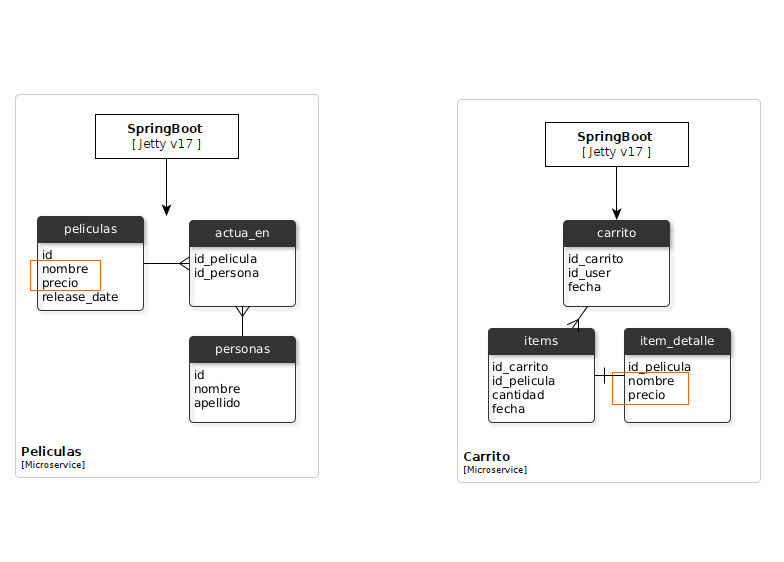 SpringBoot
[ Jetty v17 ]
peliculas
id
nombre
precio
release_date
actua_en
id_pelicula
id_persona
personas
id
nombre
apellido
Peliculas
[Microservice]
SpringBoot
[ Jetty v17 ]
carrito
id_carrito
id_user
fecha
items
id_carrito
id_pelicula
cantidad
fecha
item_detalle
id_pelicula
nombre
precio
Carrito
[Microservice]